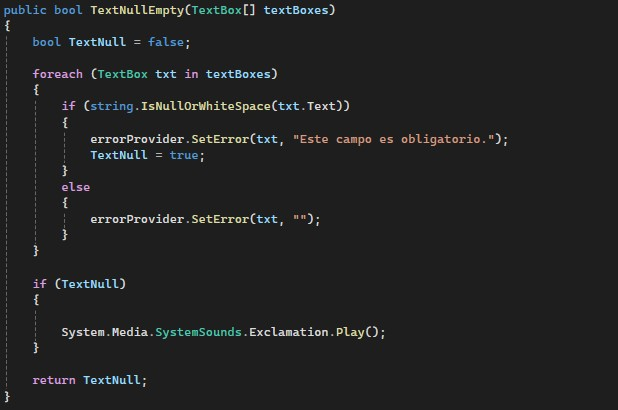 public bool TextNullEmpty(TextBox[] textBoxes)
{
    bool TextNull = false;

    foreach (TextBox txt in textBoxes)
    {
        if (string.IsNullOrWhiteSpace(txt.Text))
        {
            errorProvider.SetError(txt, "Este campo es obligatorio.");
            TextNull = true;
        }
        else
        {
            errorProvider.SetError(txt, "");
        }
    }

    if (TextNull)
    {

        System.Media.SystemSounds.Exclamation.Play();
    }

    return TextNull;
}